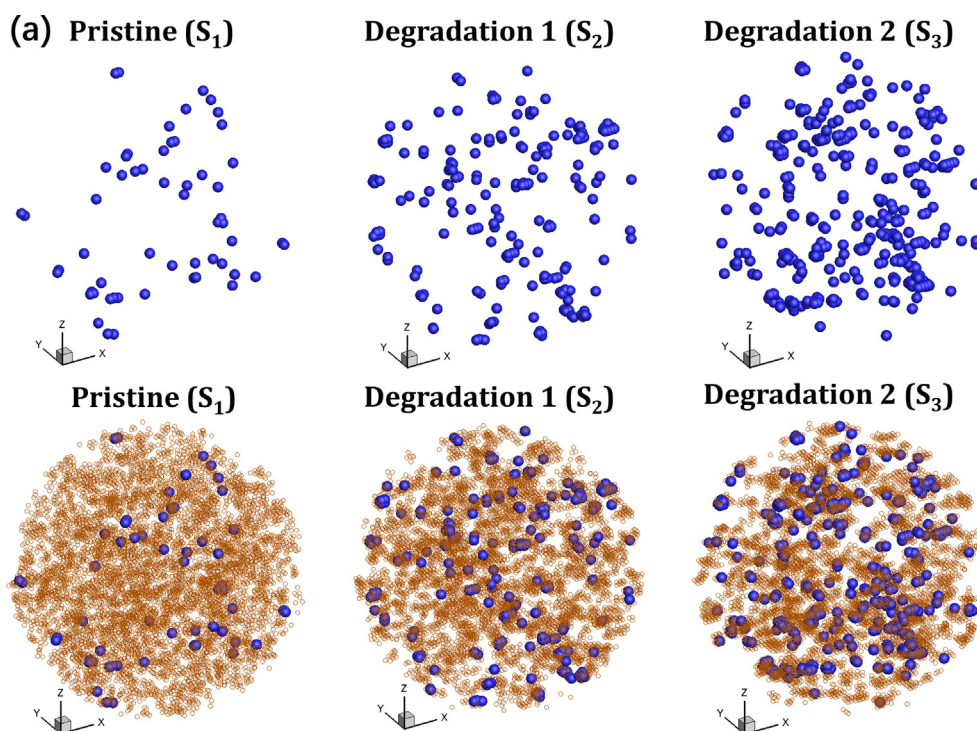 (a) Pristine (S₁) Degradation 1 (S₂) Degradation 2 (S₃)
Z Y X Z Y X Z Y X
Pristine (S₁) Degradation 1 (S₂) Degradation 2 (S₃)
Z Y X Z Y X Z Y X